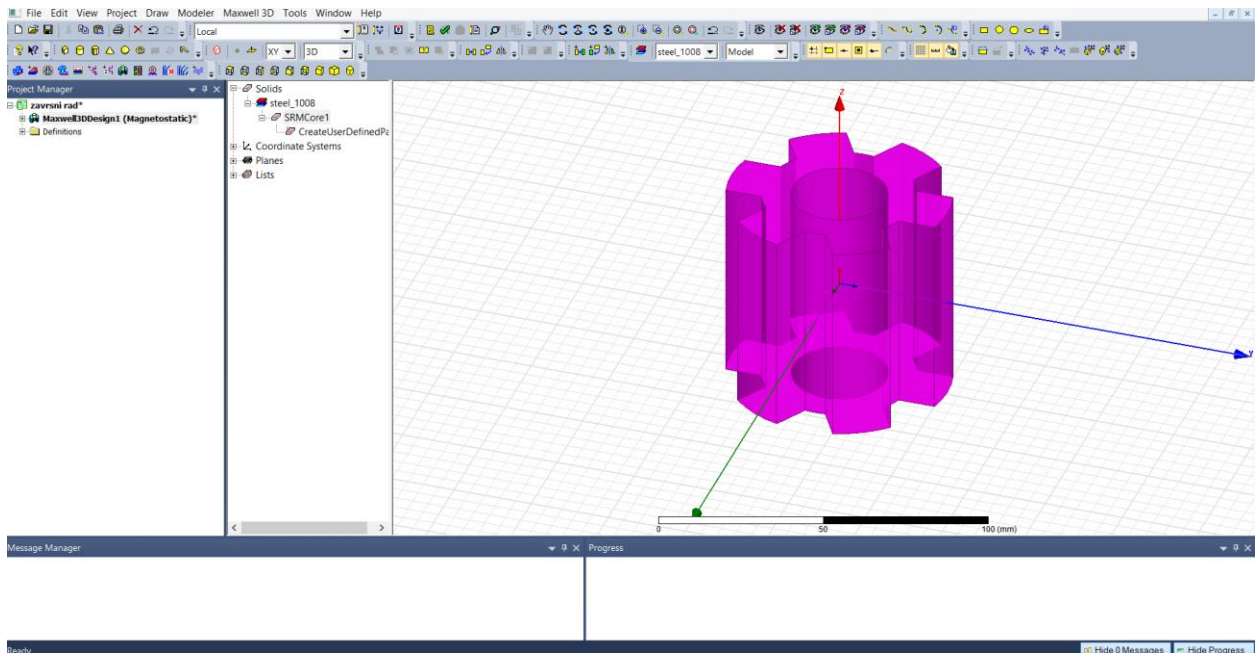 File Edit View Project Draw Modeler Maxwell 3D Tools Window Help
Local
XY 3D steel_1008 Model
Project Manager
zavrsni rad*
Maxwell3DDesign1 (Magnetostatic)*
Definitions
Solids
steel_1008
SRMCore1
CreateUserDefinedPa
Coordinate Systems
Planes
Lists
z
y
0 50 100 (mm)
Message Manager
Progress
Ready
Hide 0 Messages Hide Progress